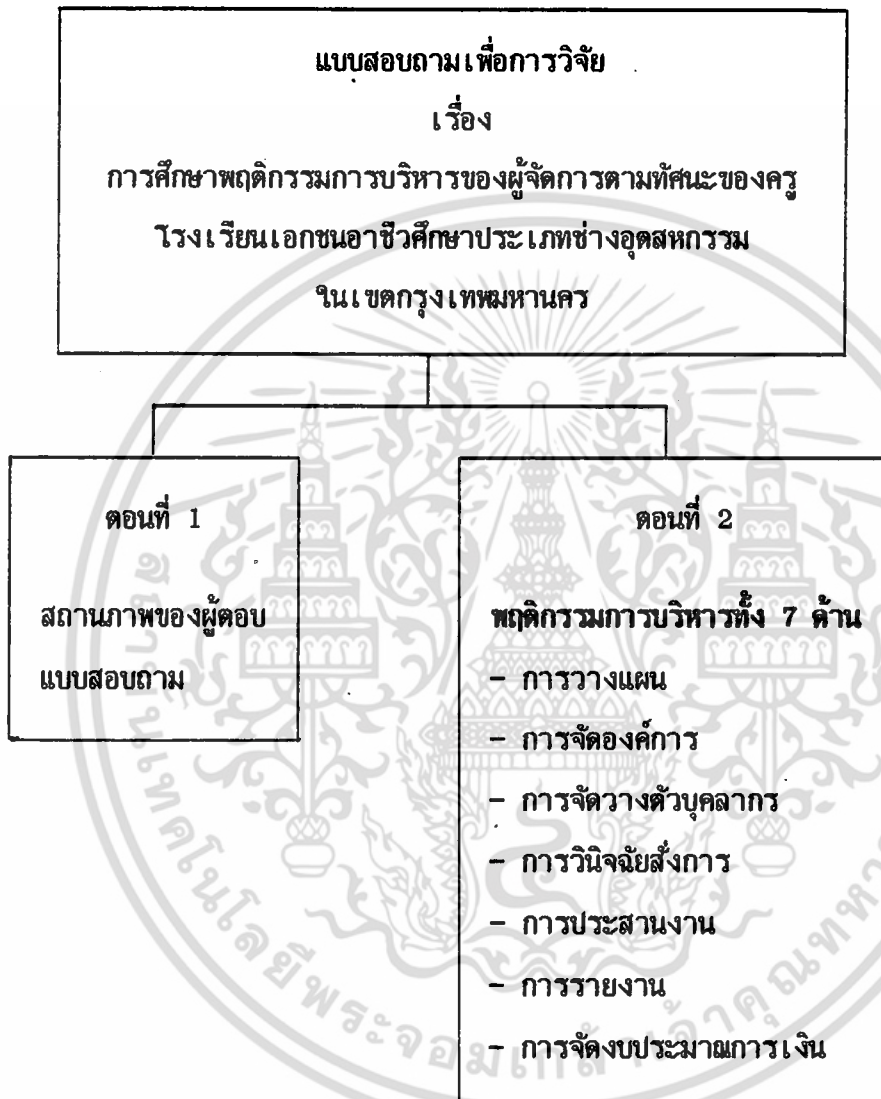 แบบสอบถามเพื่อการวิจัย
เรื่อง
การศึกษาพฤติกรรมการบริหารของผู้จัดการตามทัศนะของครู
โรงเรียนเอกชนอาชีวศึกษาประเภทช่างอุตสหกรรม
ในเขตกรุงเทพมหานคร
ตอนที่ 1
สถานภาพของผู้ตอบ
แบบสอบถาม
ตอนที่ 2
พฤติกรรมการบริหารทั้ง 7 ด้าน
- การวางแผน
- การจัดองค์การ
- การจัดวางตัวบุคลากร
- การวินิจฉัยสั่งการ
- การประสานงาน
- การรายงาน
- การจัดงบประมาณการเงิน